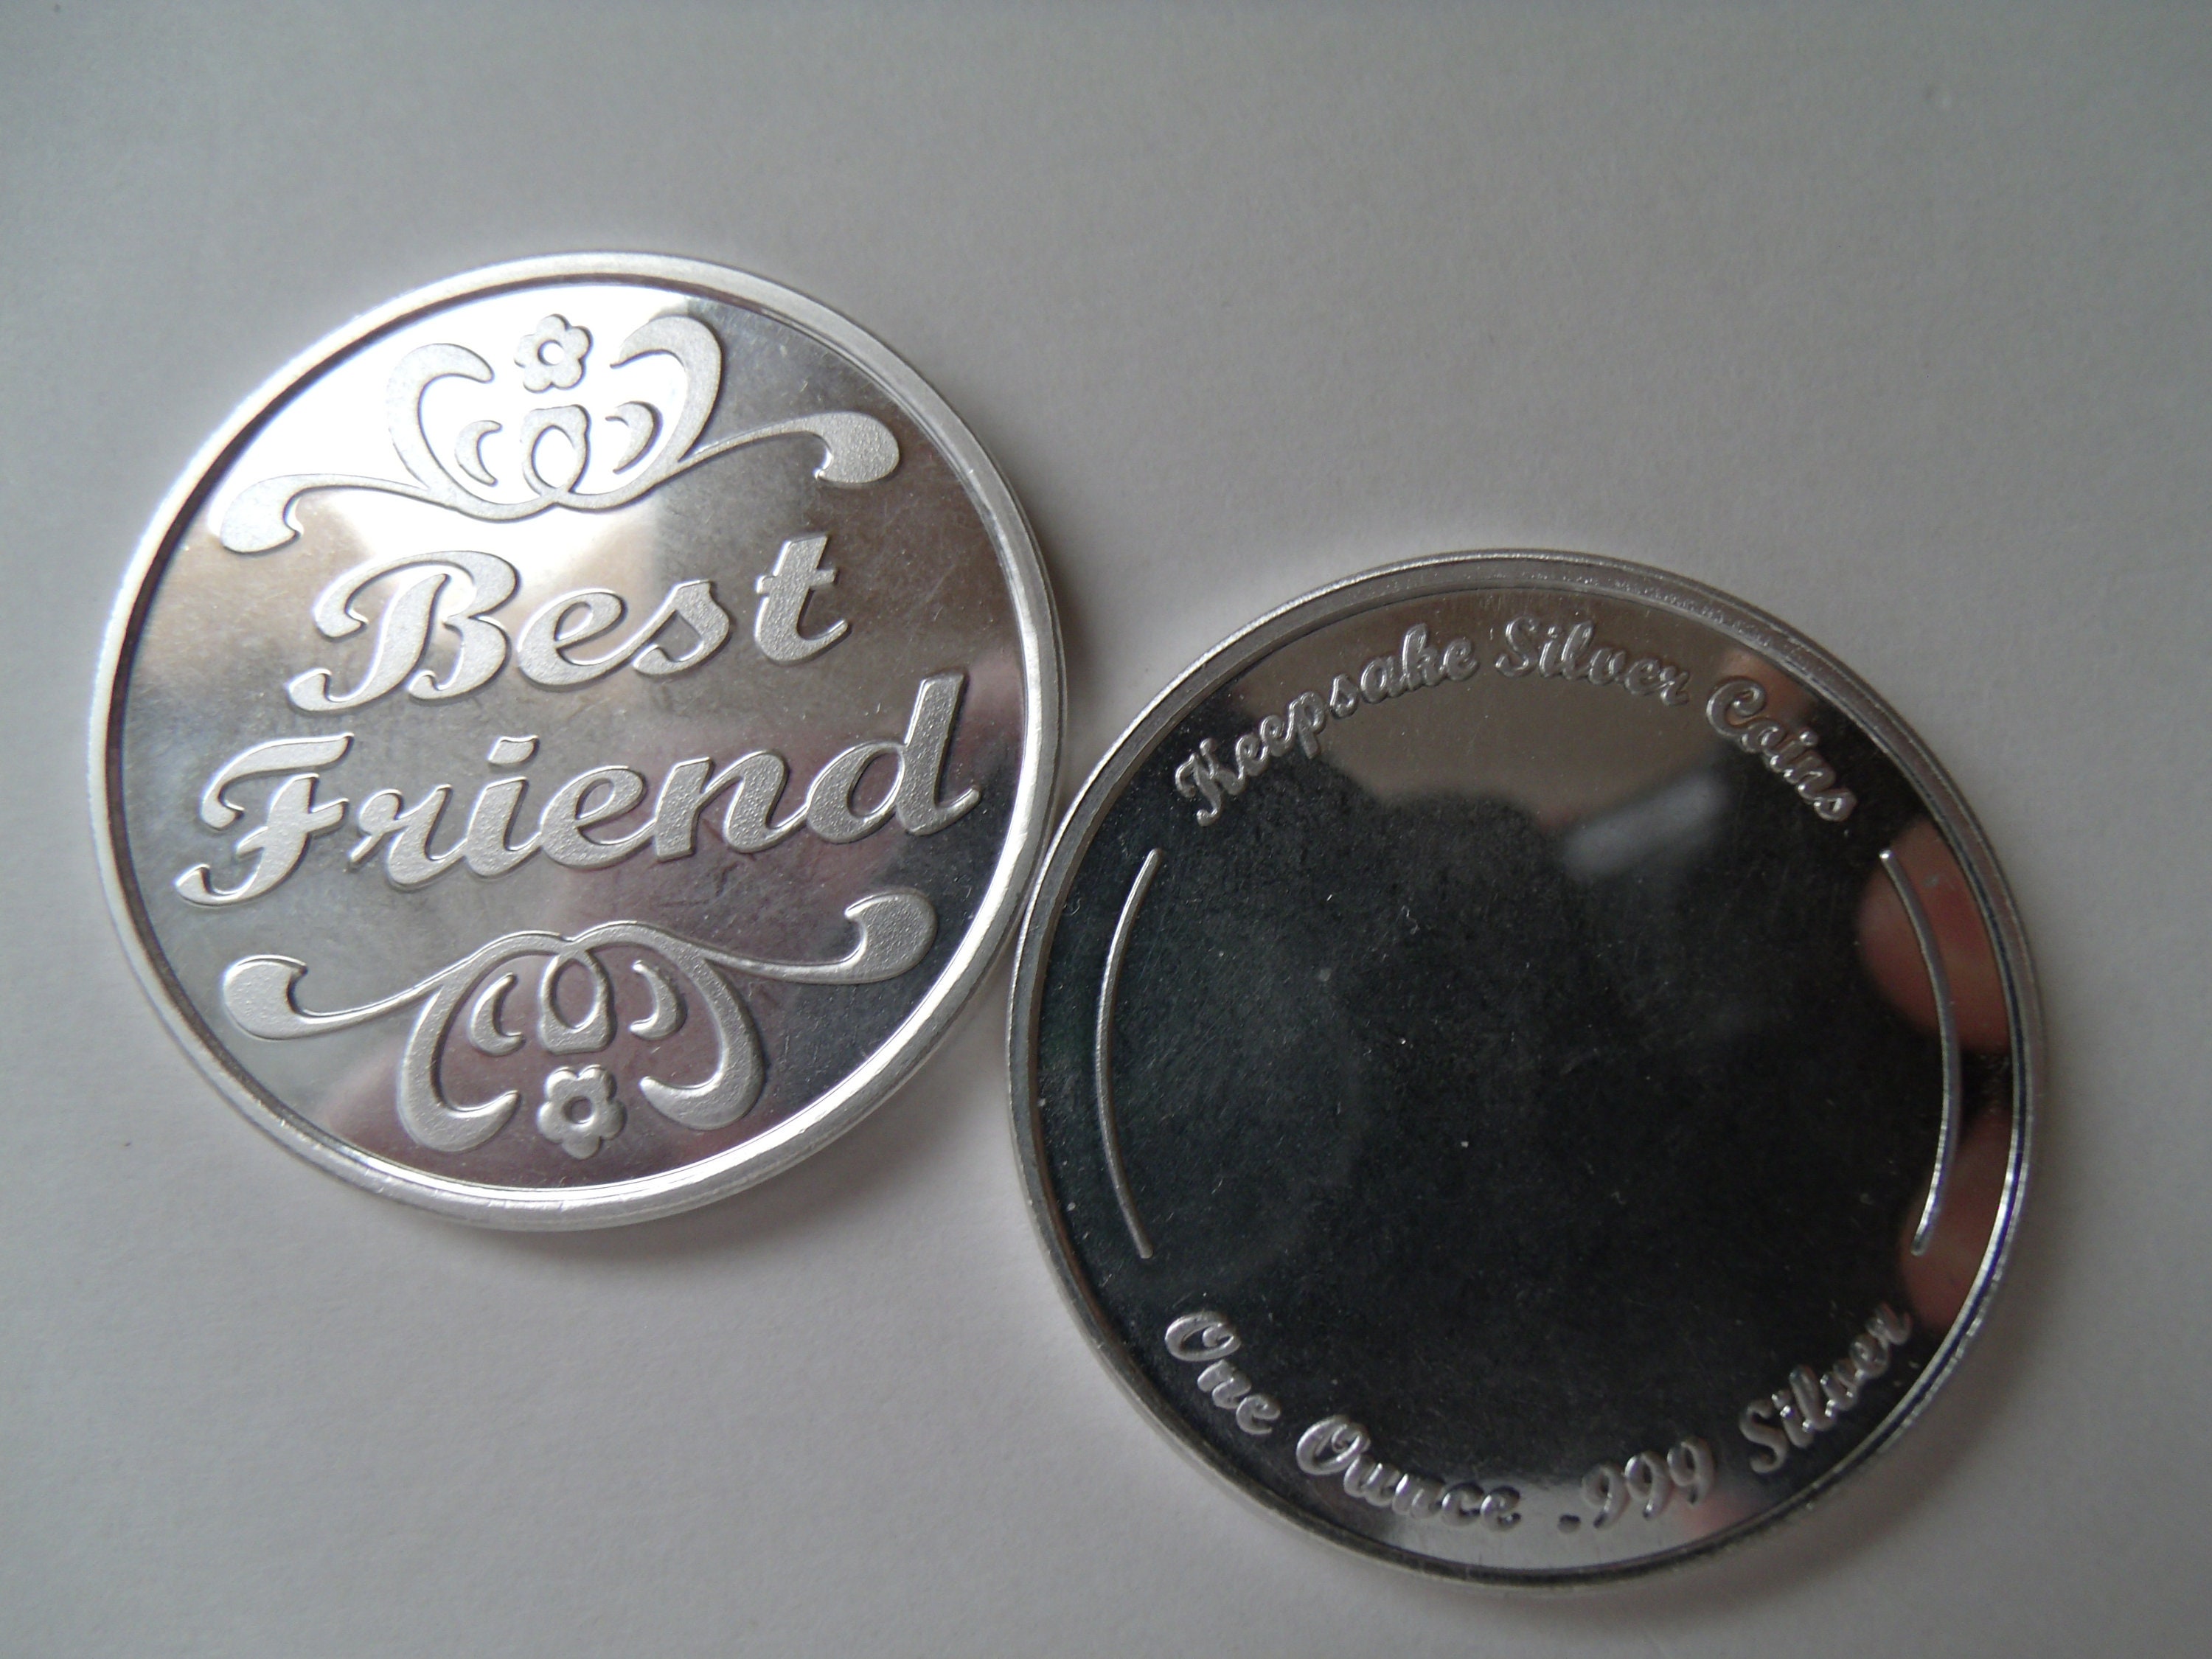 Best
Friend
Keepsake Silver Coins
One Ounce .999 Silver